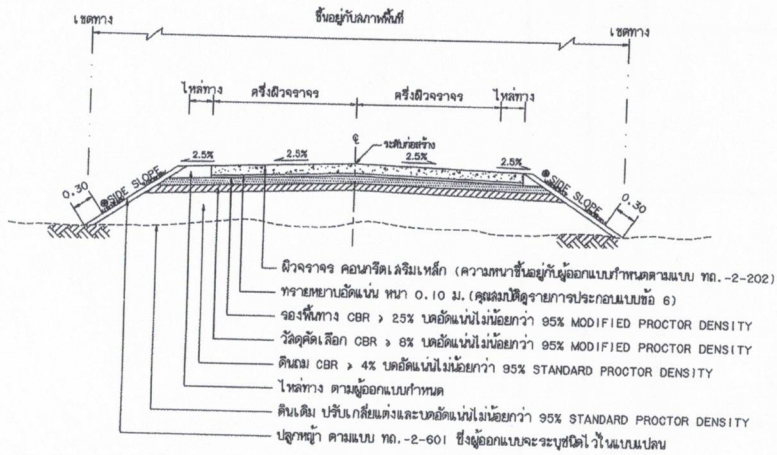 ขึ้นอยู่กับสภาพพื้นที่
เขตทาง
เขตทาง
ไหล่ทาง
ครึ่งผิวจราจร
ครึ่งผิวจราจร
ไหล่ทาง
ระดับก่อสร้าง
2.5%
2.5%
2.5%
2.5%
0.30
SIDE SLOPE
SIDE SLOPE
0.30
ผิวจราจร คอนกรีตเสริมเหล็ก (ความหนาขึ้นอยู่กับผู้ออกแบบกำหนดตามแบบ ทถ.-2-202)
ทรายหยาบอัดแน่น หนา 0.10 ม. (คุณสมบัติดูรายการประกอบแบบข้อ 6)
รองพื้นทาง CBR > 25% บดอัดแน่นไม่น้อยกว่า 95% MODIFIED PROCTOR DENSITY
วัสดุคัดเลือก CBR > 8% บดอัดแน่นไม่น้อยกว่า 95% MODIFIED PROCTOR DENSITY
ดินถม CBR > 4% บดอัดแน่นไม่น้อยกว่า 95% STANDARD PROCTOR DENSITY
ไหล่ทาง ตามผู้ออกแบบกำหนด
ดินเดิม ปรับเกลี่ยแต่งและบดอัดแน่นไม่น้อยกว่า 95% STANDARD PROCTOR DENSITY
ปลูกหญ้า ตามแบบ ทถ.-2-601 ซึ่งผู้ออกแบบจะระบุชนิดไว้ในแบบแปลน